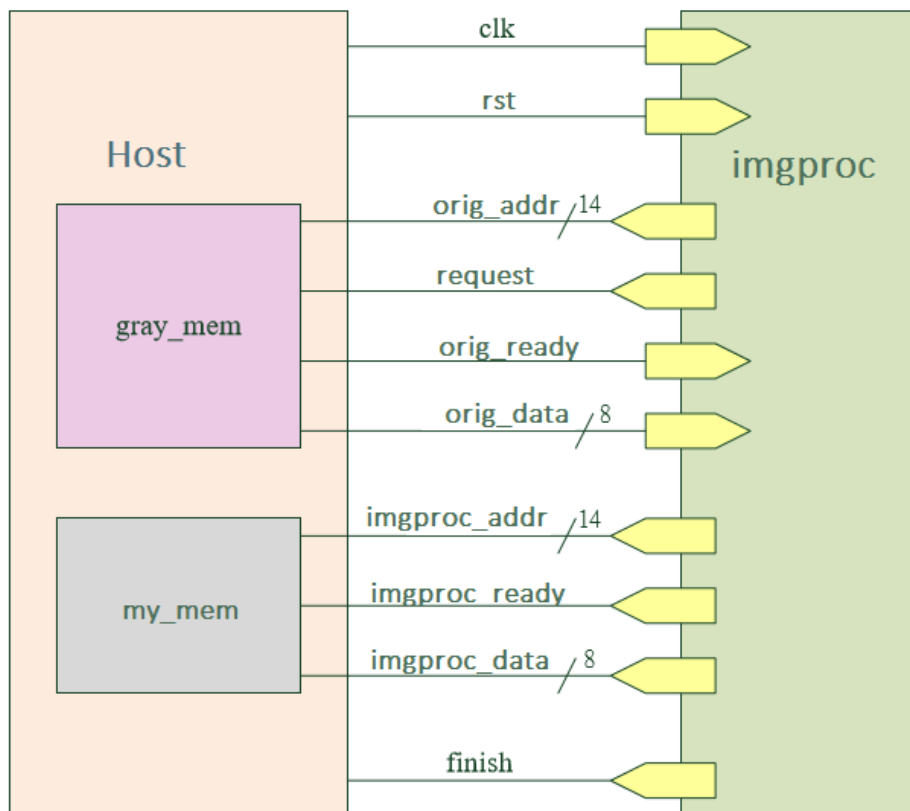 clk
rst
Host
imgproc
orig_addr
14
request
gray_mem
orig_ready
orig_data
8
imgproc_addr
14
imgproc_ready
my_mem
imgproc_data
8
finish